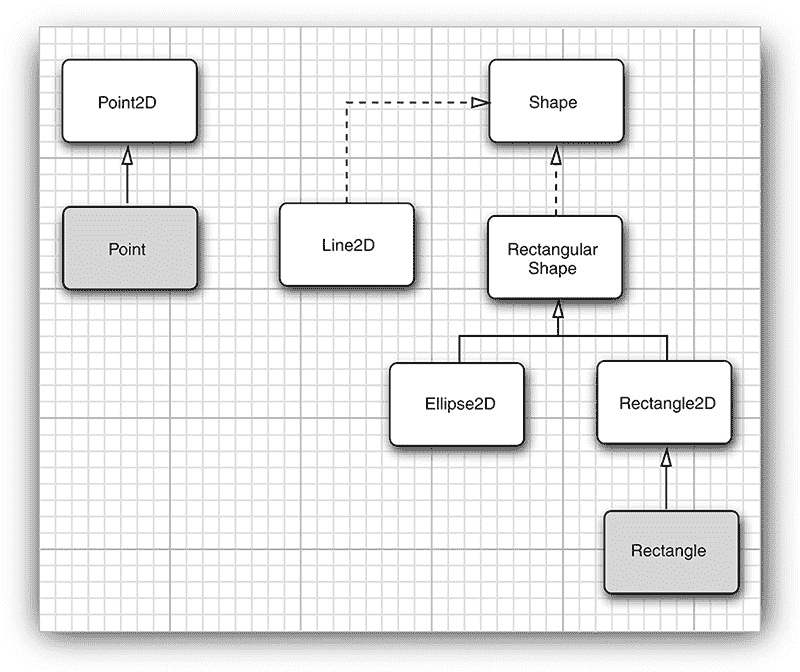 Point2D
Shape
Point
Line2D
Rectangular
Shape
Ellipse2D
Rectangle2D
Rectangle